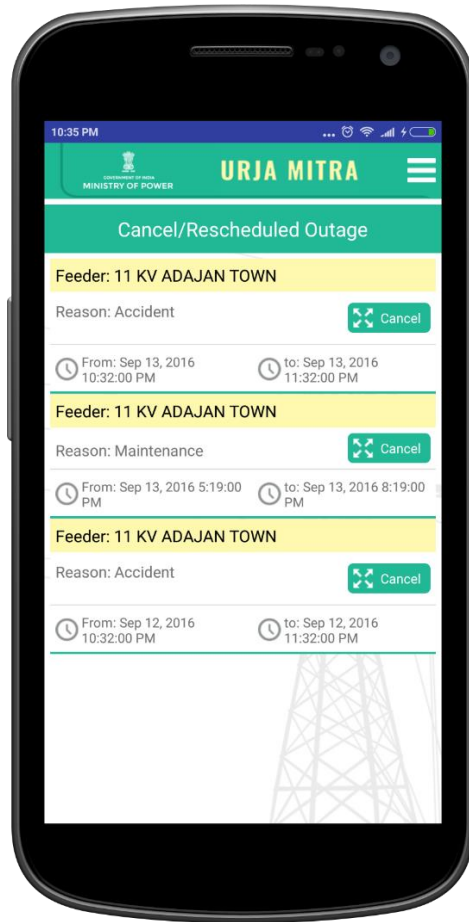 10:35 PM
GOVERNMENT OF INDIA
MINISTRY OF POWER
URJA MITRA
Cancel/Rescheduled Outage
Feeder: 11 KV ADAJAN TOWN
Reason: Accident
Cancel
From: Sep 13, 2016
10:32:00 PM
to: Sep 13, 2016
11:32:00 PM
Feeder: 11 KV ADAJAN TOWN
Reason: Maintenance
Cancel
From: Sep 13, 2016 5:19:00
PM
to: Sep 13, 2016 8:19:00
PM
Feeder: 11 KV ADAJAN TOWN
Reason: Accident
Cancel
From: Sep 12, 2016
10:32:00 PM
to: Sep 12, 2016
11:32:00 PM